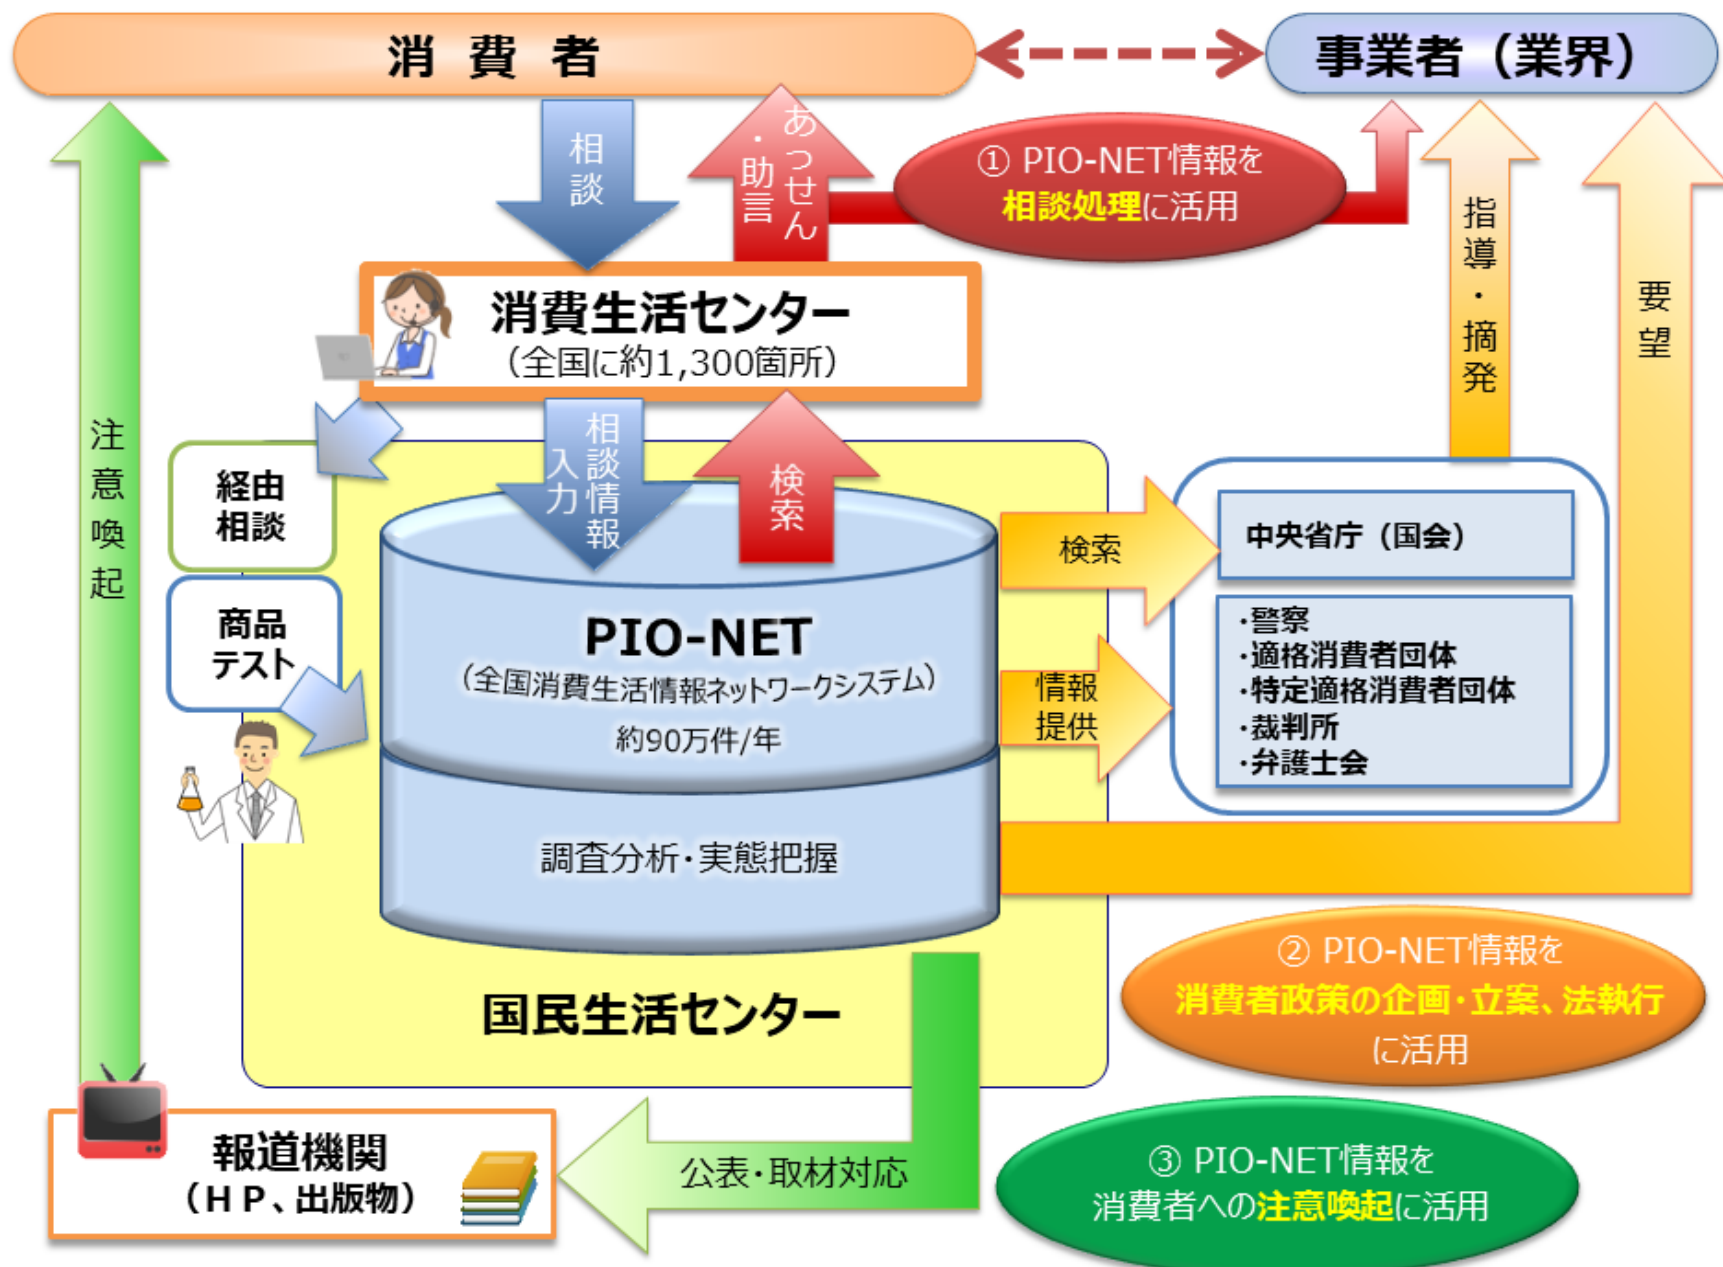 消費者
事業者（業界）
相談
あっせん
・助言
① PIO-NET情報を
相談処理に活用
指導・摘発
要望
消費生活センター
（全国に約1,300箇所）
注意喚起
経由
相談
相談情報
入力
検索
商品
テスト
PIO-NET
（全国消費生活情報ネットワークシステム）
約90万件/年
調査分析・実態把握
検索
情報
提供
中央省庁（国会）
・警察
・適格消費者団体
・特定適格消費者団体
・裁判所
・弁護士会
国民生活センター
② PIO-NET情報を
消費者政策の企画・立案、法執行
に活用
報道機関
（ＨＰ、出版物）
公表・取材対応
③ PIO-NET情報を
消費者への注意喚起に活用